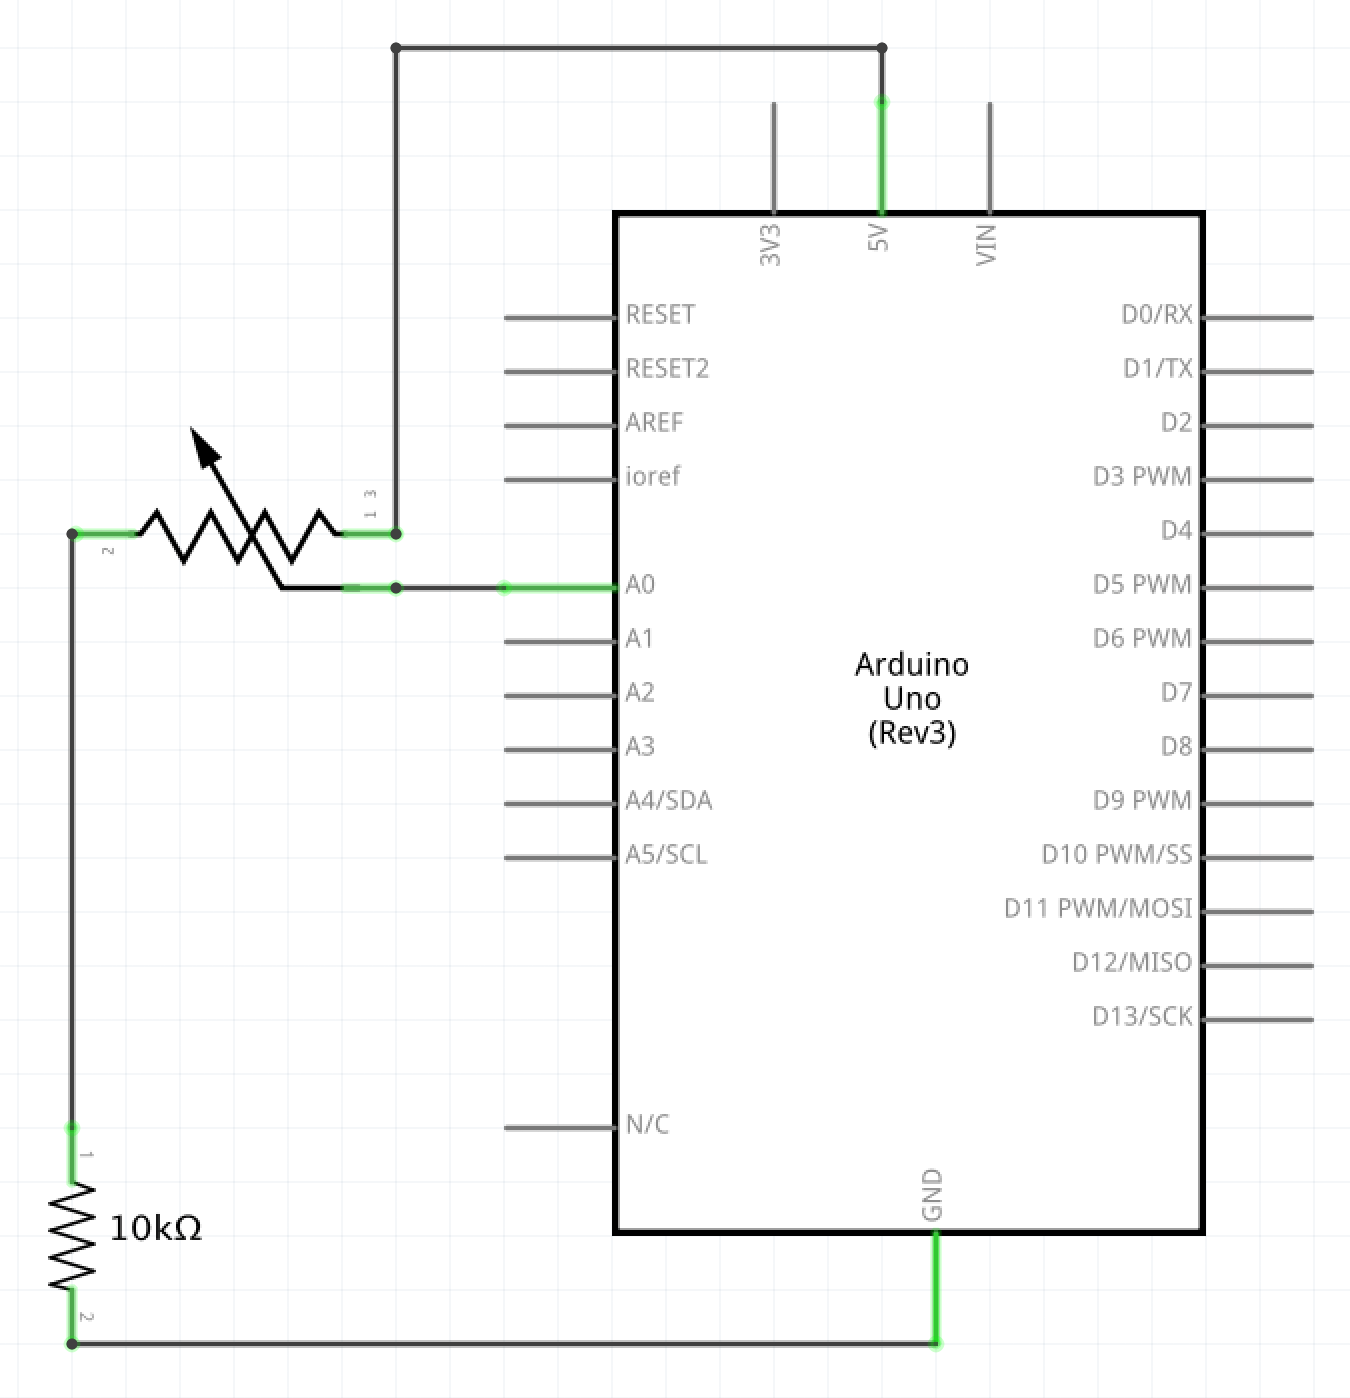 3V3
5V
VIN
RESET
RESET2
AREF
ioref
A0
A1
A2
A3
A4/SDA
A5/SCL
N/C
D0/RX
D1/TX
D2
D3 PWM
D4
D5 PWM
D6 PWM
D7
D8
D9 PWM
D10 PWM/SS
D11 PWM/MOSI
D12/MISO
D13/SCK
Arduino
Uno
(Rev3)
GND
3
1
2
1
10kΩ
2